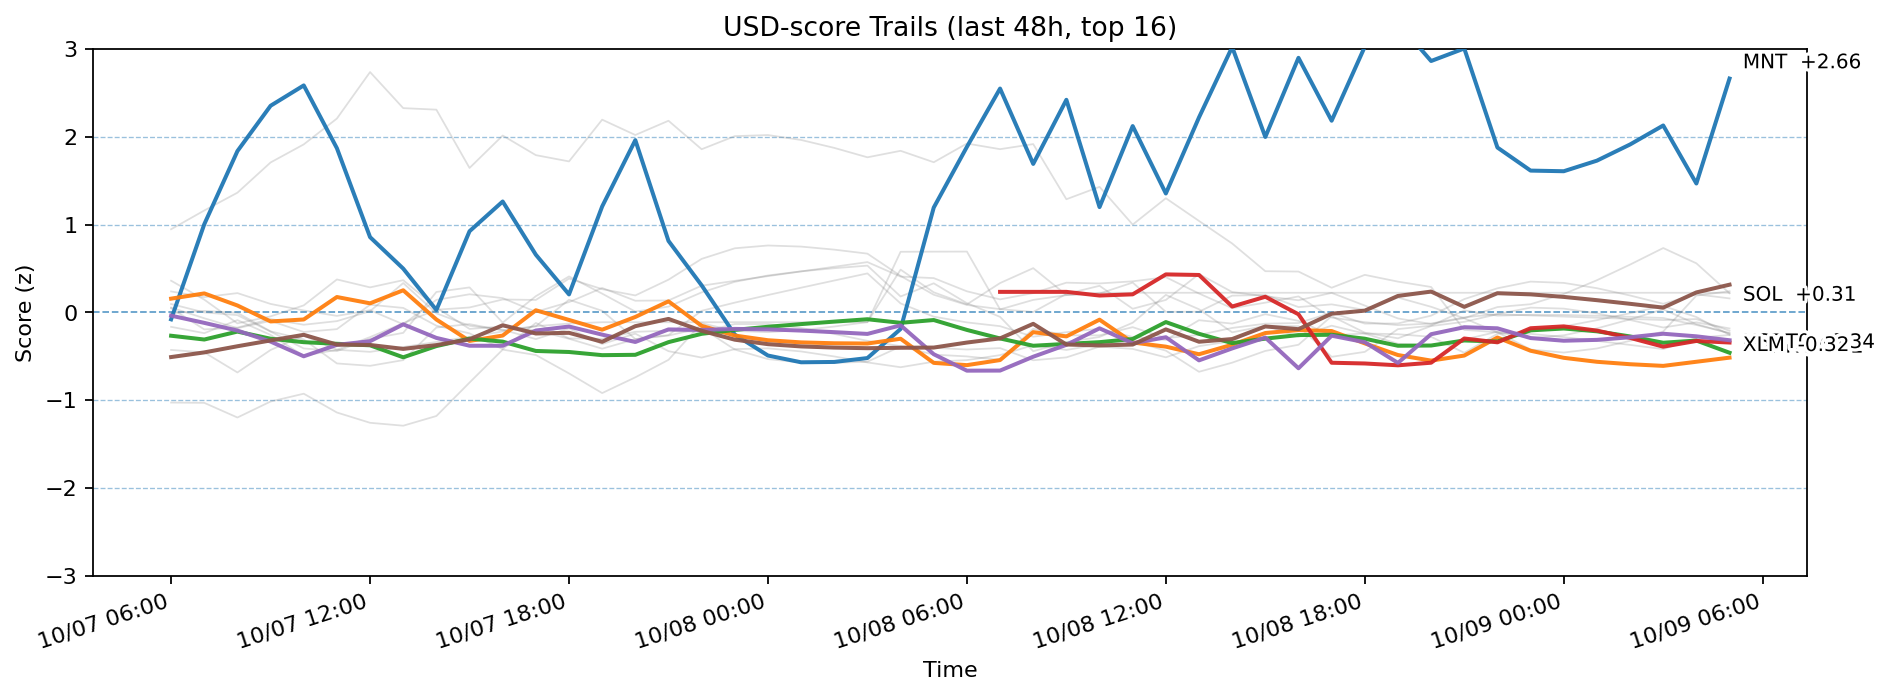 USD-score Trails (last 48h, top 16)
Score (z)
3
2
1
0
−1
−2
−3
MNT +2.66
SOL +0.31
XLM -0.32
10/07 06:00
10/07 12:00
10/07 18:00
10/08 00:00
10/08 06:00
10/08 12:00
10/08 18:00
10/09 00:00
10/09 06:00
Time